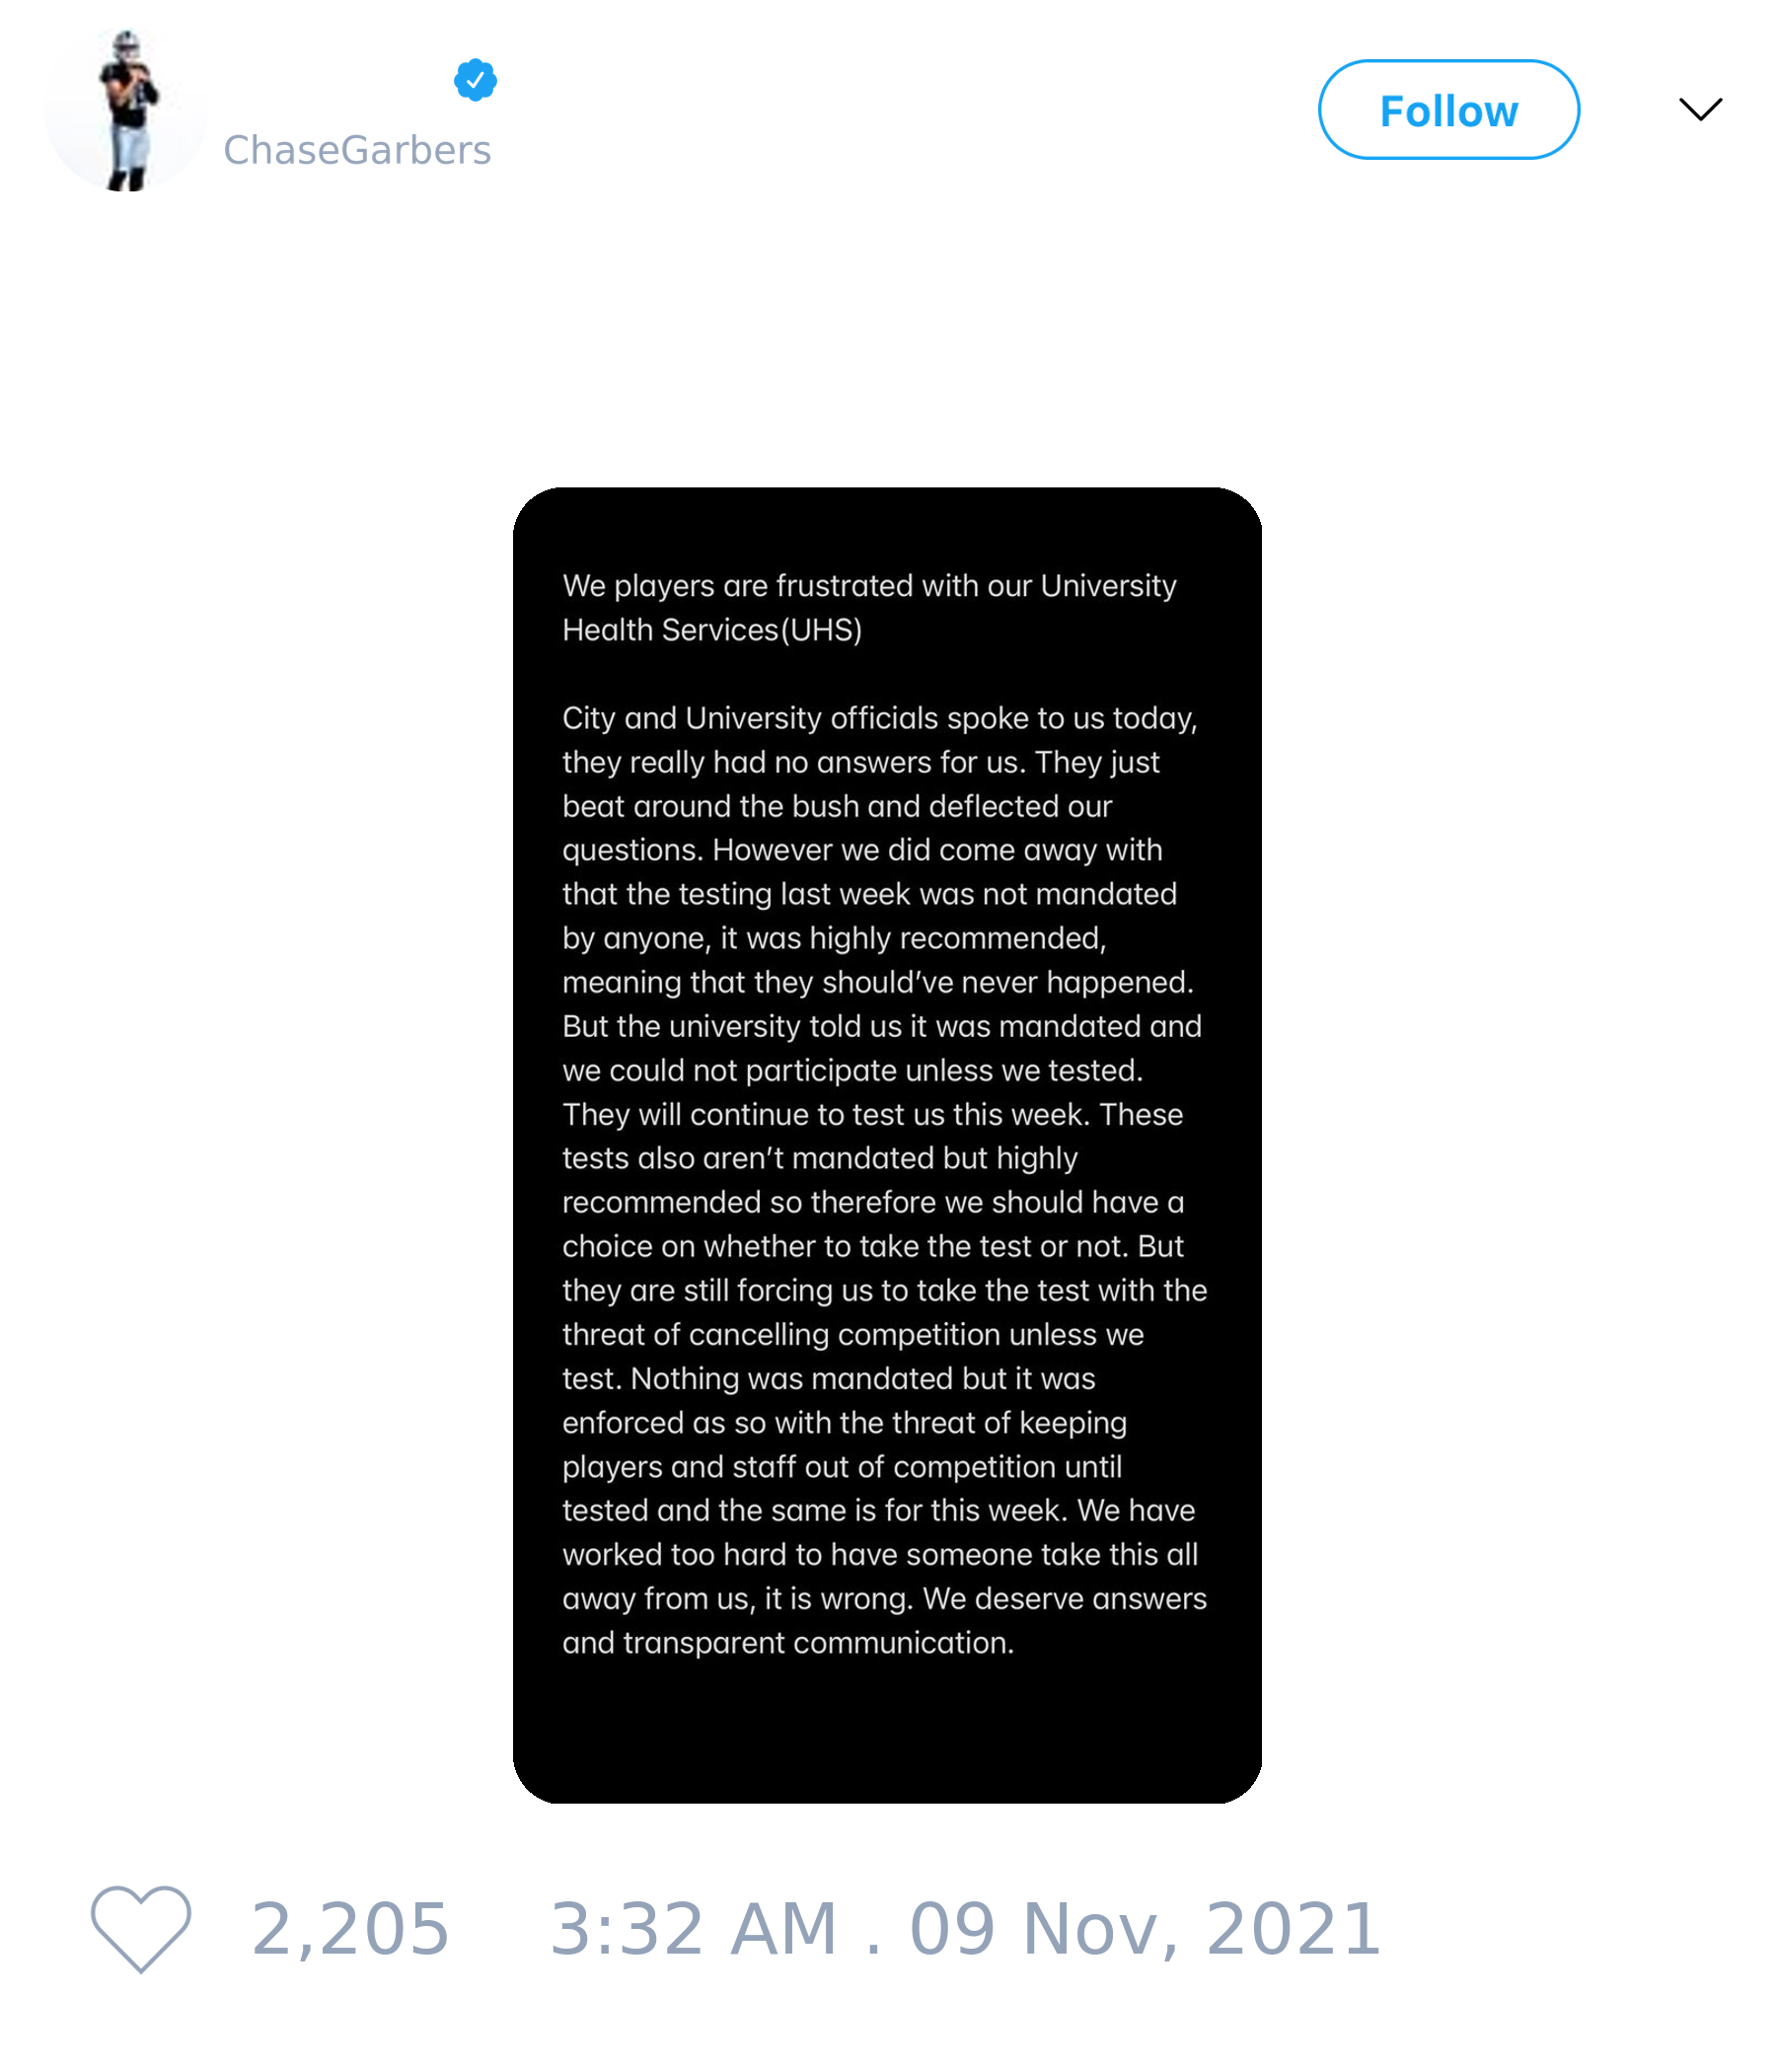 ChaseGarbers
Follow
We players are frustrated with our University
Health Services(UHS)
City and University officials spoke to us today,
they really had no answers for us. They just
beat around the bush and deflected our
questions. However we did come away with
that the testing last week was not mandated
by anyone, it was highly recommended,
meaning that they should’ve never happened.
But the university told us it was mandated and
we could not participate unless we tested.
They will continue to test us this week. These
tests also aren’t mandated but highly
recommended so therefore we should have a
choice on whether to take the test or not. But
they are still forcing us to take the test with the
threat of cancelling competition unless we
test. Nothing was mandated but it was
enforced as so with the threat of keeping
players and staff out of competition until
tested and the same is for this week. We have
worked too hard to have someone take this all
away from us, it is wrong. We deserve answers
and transparent communication.
2,205 3:32 AM . 09 Nov, 2021